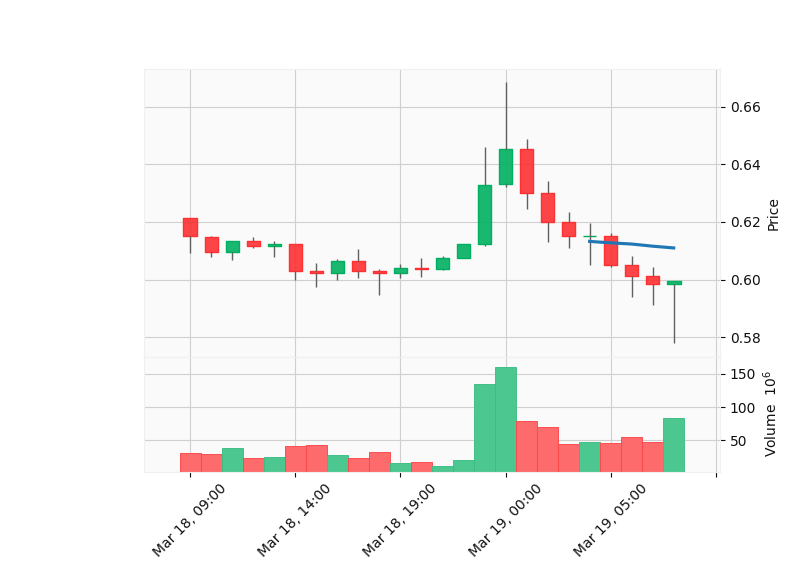 0.66
0.64
0.62
0.60
0.58
Price
150
100
50
Volume 10^6
Mar 18, 09:00
Mar 18, 14:00
Mar 18, 19:00
Mar 19, 00:00
Mar 19, 05:00